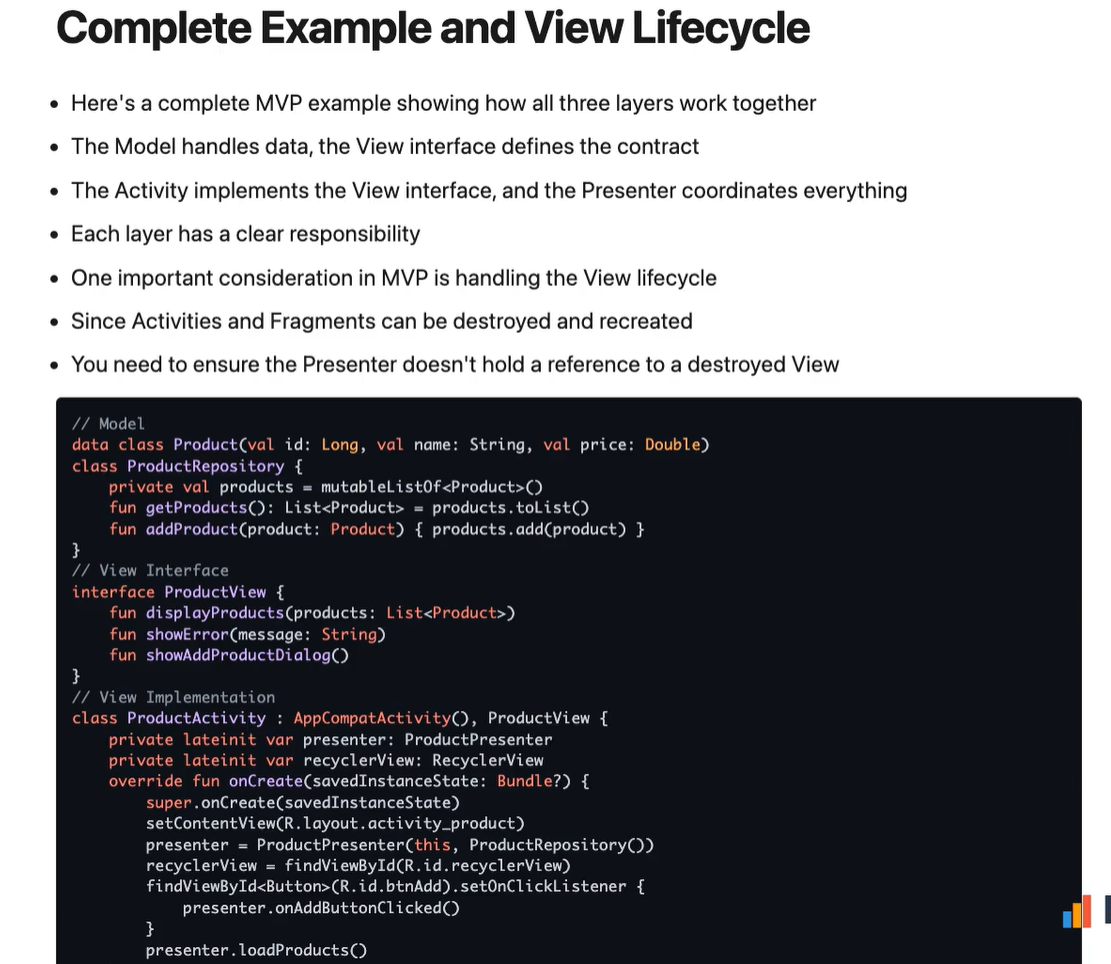 Complete Example and View Lifecycle
• Here's a complete MVP example showing how all three layers work together
• The Model handles data, the View interface defines the contract
• The Activity implements the View interface, and the Presenter coordinates everything
• Each layer has a clear responsibility
• One important consideration in MVP is handling the View lifecycle
• Since Activities and Fragments can be destroyed and recreated
• You need to ensure the Presenter doesn't hold a reference to a destroyed View
// Model
data class Product(val id: Long, val name: String, val price: Double)
class ProductRepository {
    private val products = mutableListOf<Product>()
    fun getProducts(): List<Product> = products.toList()
    fun addProduct(product: Product) { products.add(product) }
}
// View Interface
interface ProductView {
    fun displayProducts(products: List<Product>)
    fun showError(message: String)
    fun showAddProductDialog()
}
// View Implementation
class ProductActivity : AppCompatActivity(), ProductView {
    private lateinit var presenter: ProductPresenter
    private lateinit var recyclerView: RecyclerView
    override fun onCreate(savedInstanceState: Bundle?) {
        super.onCreate(savedInstanceState)
        setContentView(R.layout.activity_product)
        presenter = ProductPresenter(this, ProductRepository())
        recyclerView = findViewById(R.id.recyclerView)
        findViewById<Button>(R.id.btnAdd).setOnClickListener {
            presenter.onAddButtonClicked()
        }
        presenter.loadProducts()